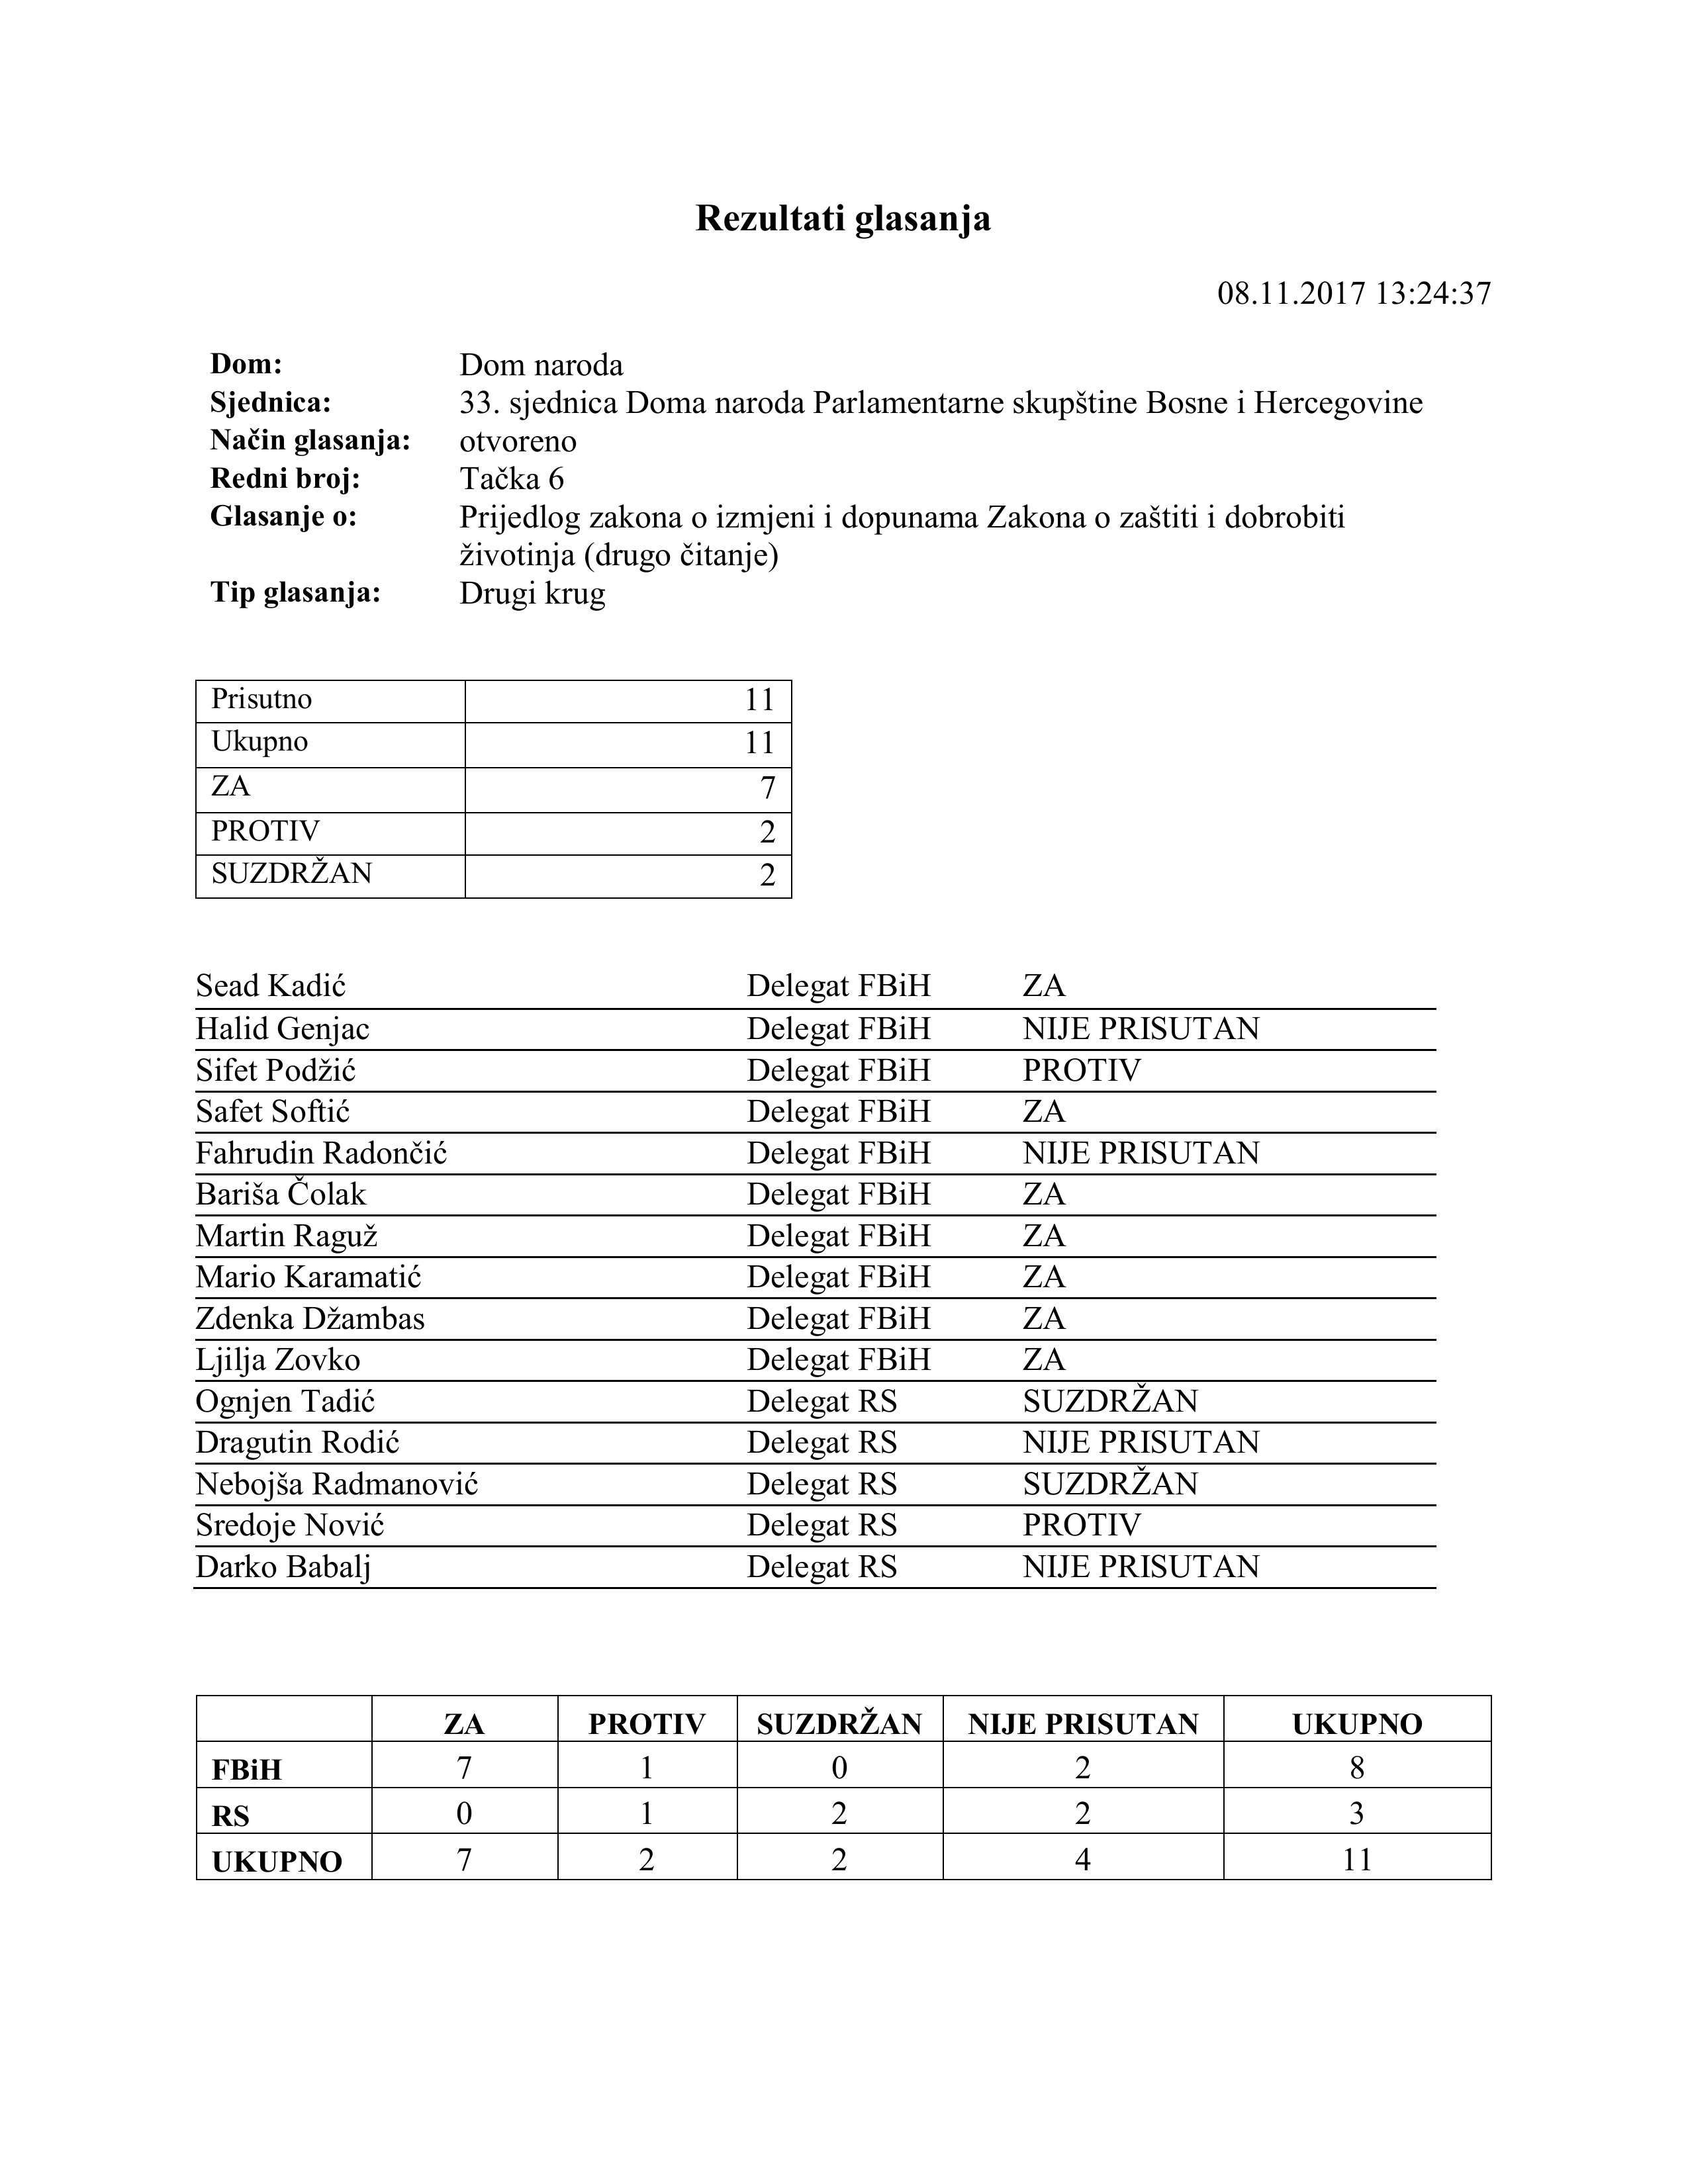 Rezultati glasanja
08.11.2017 13:24:37
Dom: Dom naroda
Sjednica: 33. sjednica Doma naroda Parlamentarne skupštine Bosne i Hercegovine
Način glasanja: otvoreno
Redni broj: Tačka 6
Glasanje o: Prijedlog zakona o izmjeni i dopunama Zakona o zaštiti i dobrobiti
životinja (drugo čitanje)
Tip glasanja: Drugi krug
Prisutno 11
Ukupno 11
ZA 7
PROTIV 2
SUZDRŽAN 2
Sead Kadić Delegat FBiH ZA
Halid Genjac Delegat FBiH NIJE PRISUTAN
Sifet Podžić Delegat FBiH PROTIV
Safet Softić Delegat FBiH ZA
Fahrudin Radončić Delegat FBiH NIJE PRISUTAN
Bariša Čolak Delegat FBiH ZA
Martin Raguž Delegat FBiH ZA
Mario Karamatić Delegat FBiH ZA
Zdenka Džambas Delegat FBiH ZA
Ljilja Zovko Delegat FBiH ZA
Ognjen Tadić Delegat RS SUZDRŽAN
Dragutin Rodić Delegat RS NIJE PRISUTAN
Nebojša Radmanović Delegat RS SUZDRŽAN
Sredoje Nović Delegat RS PROTIV
Darko Babalj Delegat RS NIJE PRISUTAN
ZA PROTIV SUZDRŽAN NIJE PRISUTAN UKUPNO
FBiH 7 1 0 2 8
RS 0 1 2 2 3
UKUPNO 7 2 2 4 11